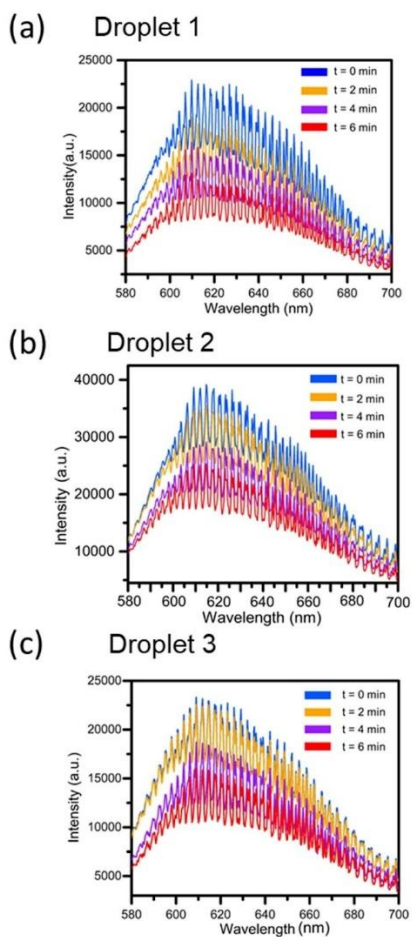 (a) Droplet 1
25000
20000
15000
10000
5000
Intensity(a.u.)
t = 0 min
t = 2 min
t = 4 min
t = 6 min
580 600 620 640 660 680 700
Wavelength (nm)
(b) Droplet 2
40000
30000
20000
10000
Intensity (a.u.)
t = 0 min
t = 2 min
t = 4 min
t = 6 min
580 600 620 640 660 680 700
Wavelength (nm)
(c) Droplet 3
25000
20000
15000
10000
5000
Intensity (a.u.)
t = 0 min
t = 2 min
t = 4 min
t = 6 min
580 600 620 640 660 680 700
Wavelength (nm)